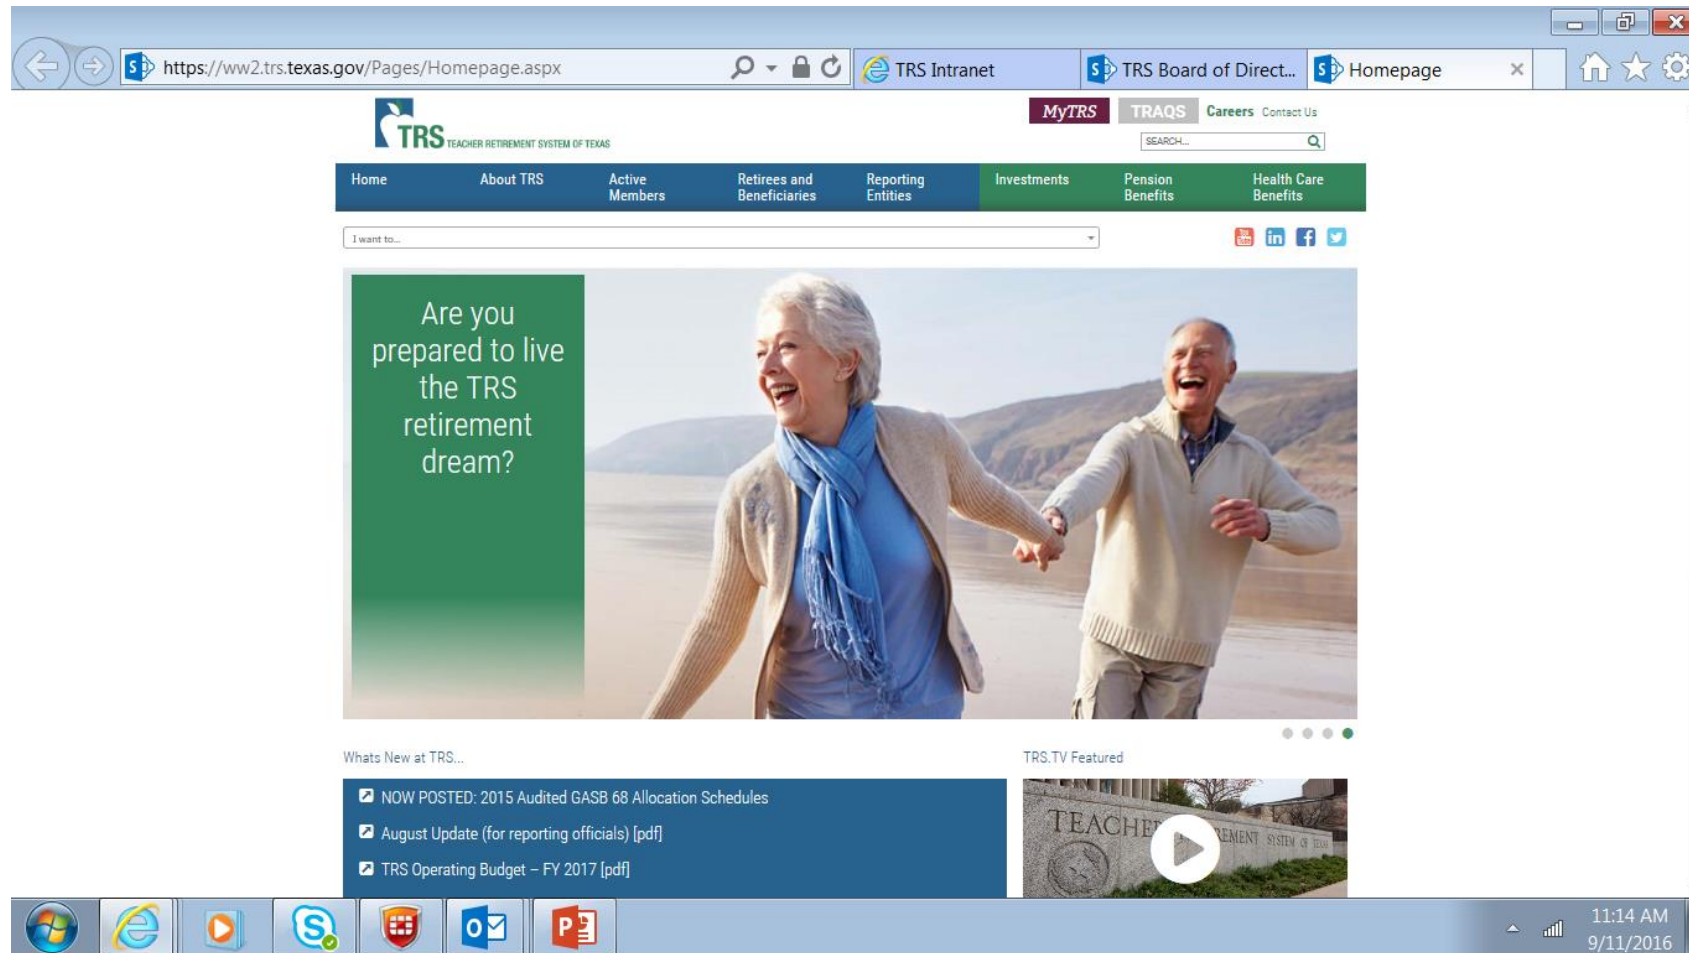 https://ww2.trs.texas.gov/Pages/Homepage.aspx
TRS Intranet
TRS Board of Direct...
Homepage
TRS TEACHER RETIREMENT SYSTEM OF TEXAS
MyTRS TRAQS Careers Contact Us
SEARCH...
Home
About TRS
Active
Members
Retirees and
Beneficiaries
Reporting
Entities
Investments
Pension
Benefits
Health Care
Benefits
I want to...
Are you
prepared to live
the TRS
retirement
dream?
Whats New at TRS...
NOW POSTED: 2015 Audited GASB 68 Allocation Schedules
August Update (for reporting officials) [pdf]
TRS Operating Budget – FY 2017 [pdf]
TRS.TV Featured
TEACHER SYSTEM OF TEXAS
11:14 AM
9/11/2016